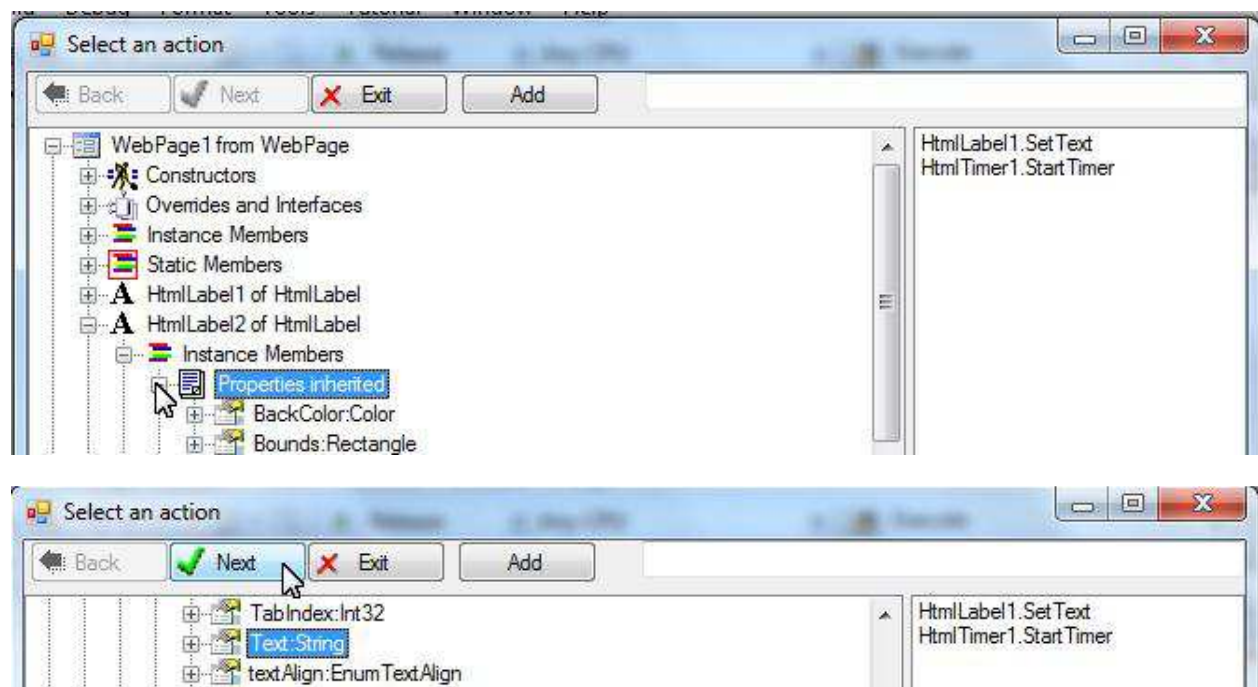 Select an action
Back Next Exit Add
WebPage1 from WebPage
Constructors
Overrides and Interfaces
Instance Members
Static Members
HtmlLabel1 of HtmlLabel
HtmlLabel2 of HtmlLabel
Instance Members
Properties inherited
BackColor:Color
Bounds:Rectangle
HtmlLabel1.SetText
HtmlTimer1.StartTimer
Select an action
Back Next Exit Add
TabIndex:Int32
Text:String
textAlign:EnumTextAlign
HtmlLabel1.SetText
HtmlTimer1.StartTimer